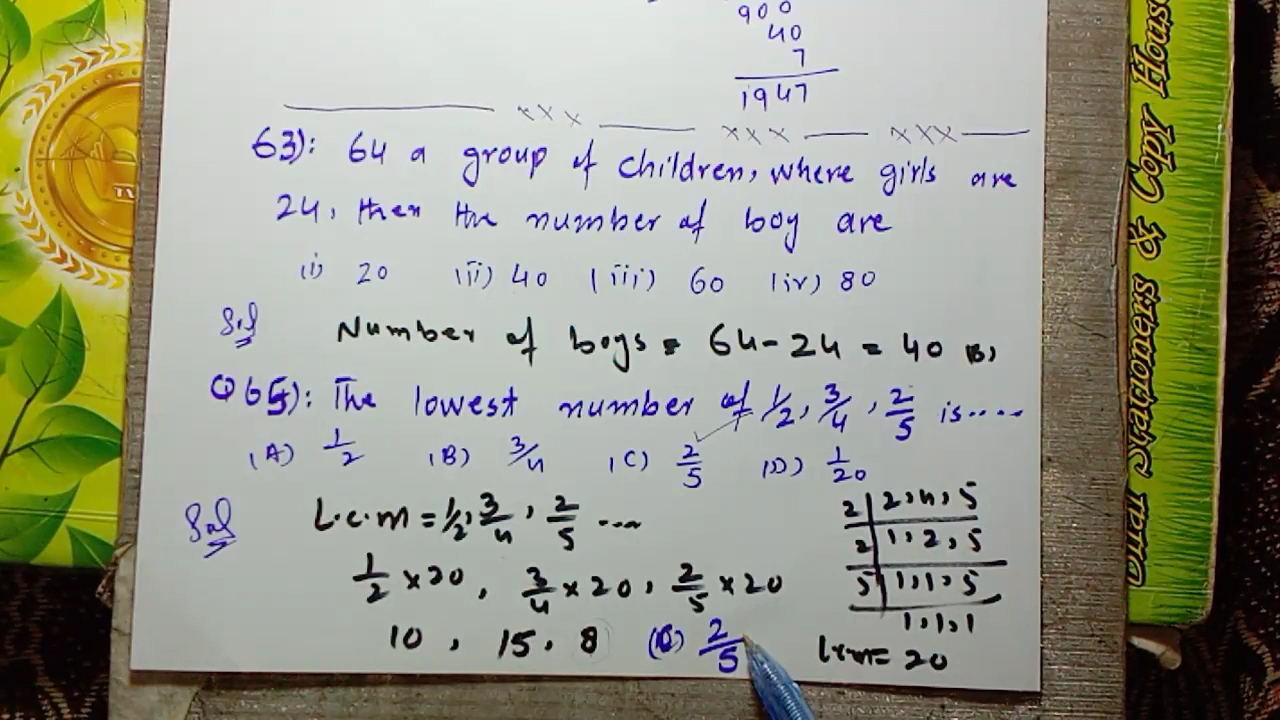 900
40
7
1947
xxx xxx xxx
63): 64 a group of children, where girls are
24, then the number of boy are
(i) 20 (ii) 40 (iii) 60 (iv) 80
Sol Number of boys = 64-24 = 40 (B)
Q 65): The lowest number of 1/2, 3/4, 2/5 is.....
(A) 1/2 (B) 3/4 (C) 2/5 (D) 1/20
Sol L.c.m = 1/2, 3/4, 2/5 ...
1/2 x 20, 3/4 x 20, 2/5 x 20
10, 15, 8 (C) 2/5
2 | 2, 4, 5
2 | 1, 2, 5
5 | 1, 1, 5
1, 1, 1
Lcm= 20
Stationers & Copy House
TV